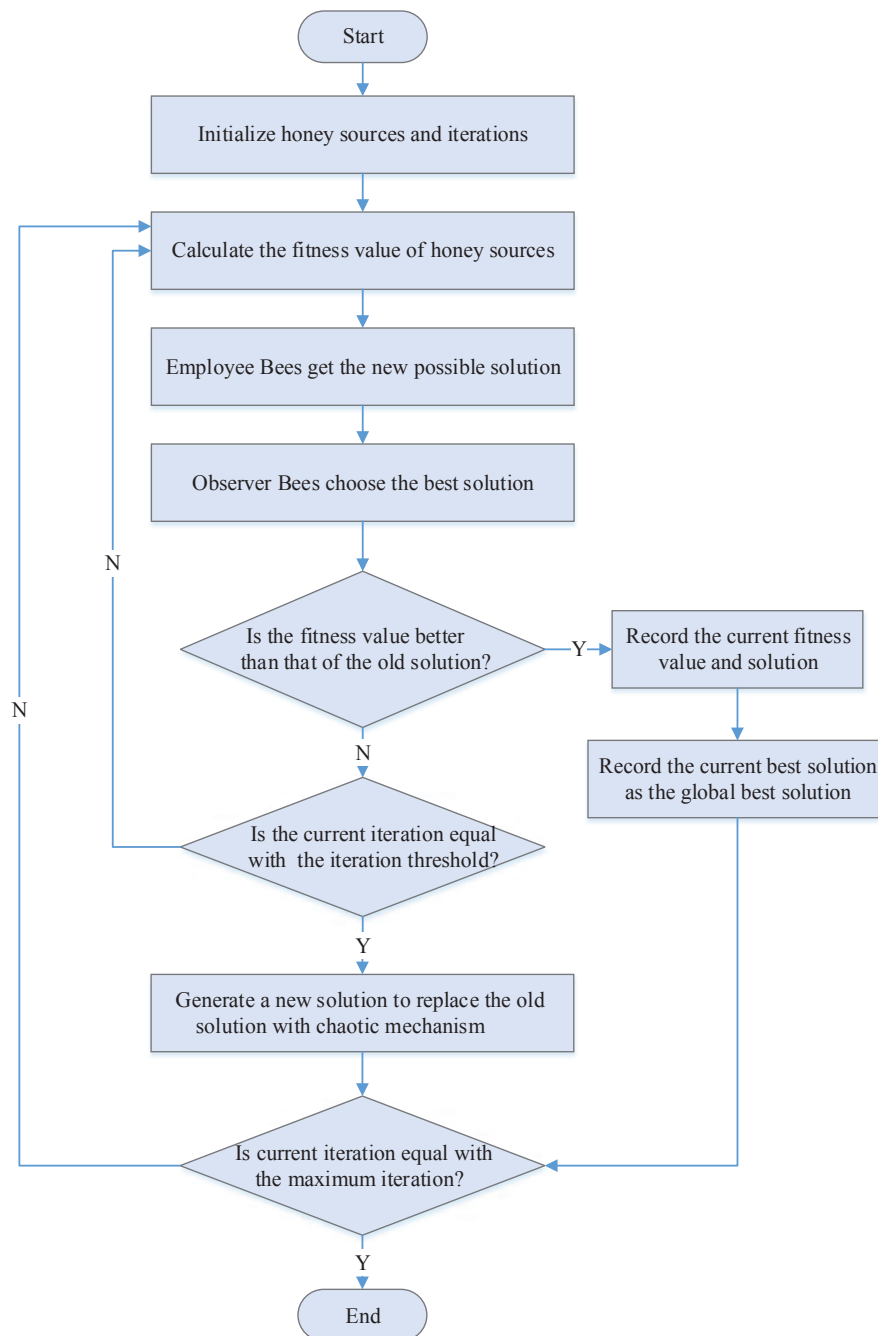 Start
Initialize honey sources and iterations
Calculate the fitness value of honey sources
Employee Bees get the new possible solution
Observer Bees choose the best solution
N
Is the fitness value better
than that of the old solution?
Y
Record the current fitness
value and solution
N
N
Record the current best solution
as the global best solution
Is the current iteration equal
with the iteration threshold?
Y
Generate a new solution to replace the old
solution with chaotic mechanism
Is current iteration equal with
the maximum iteration?
Y
End